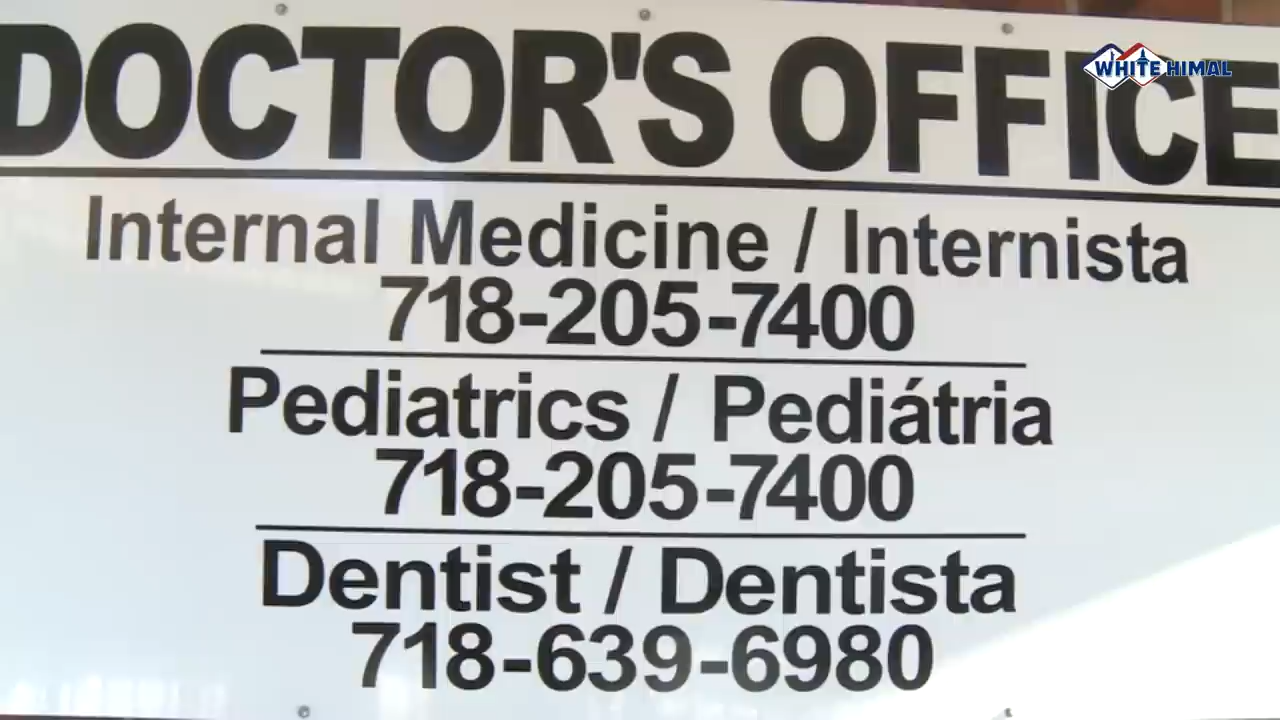 WHITE HIMAL
DOCTOR'S OFFICE
Internal Medicine / Internista
718-205-7400
Pediatrics / Pediátria
718-205-7400
Dentist / Dentista
718-639-6980